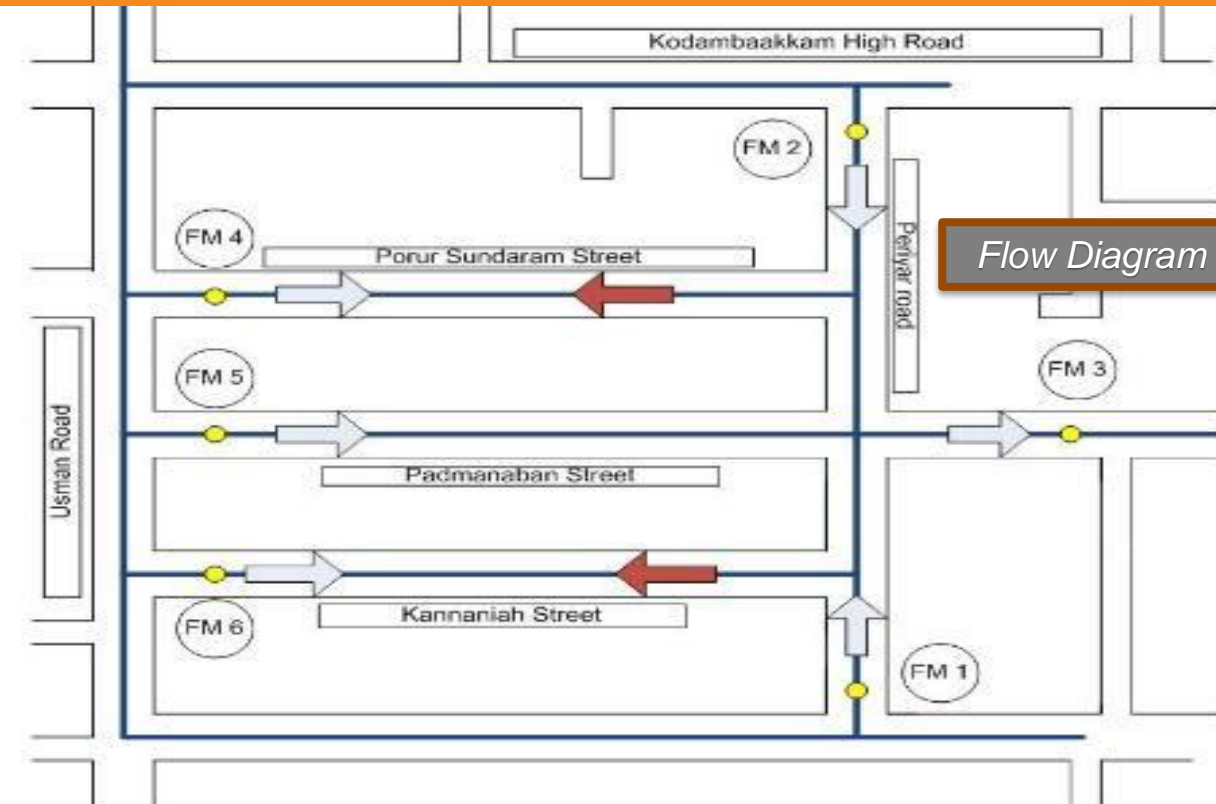 Kodambaakkam High Road
FM 2
FM 4
Porur Sundaram Street
Periyar road
Flow Diagram
FM 5
FM 3
Usman Road
Padmanaban Street
Kannaniah Street
FM 6
FM 1